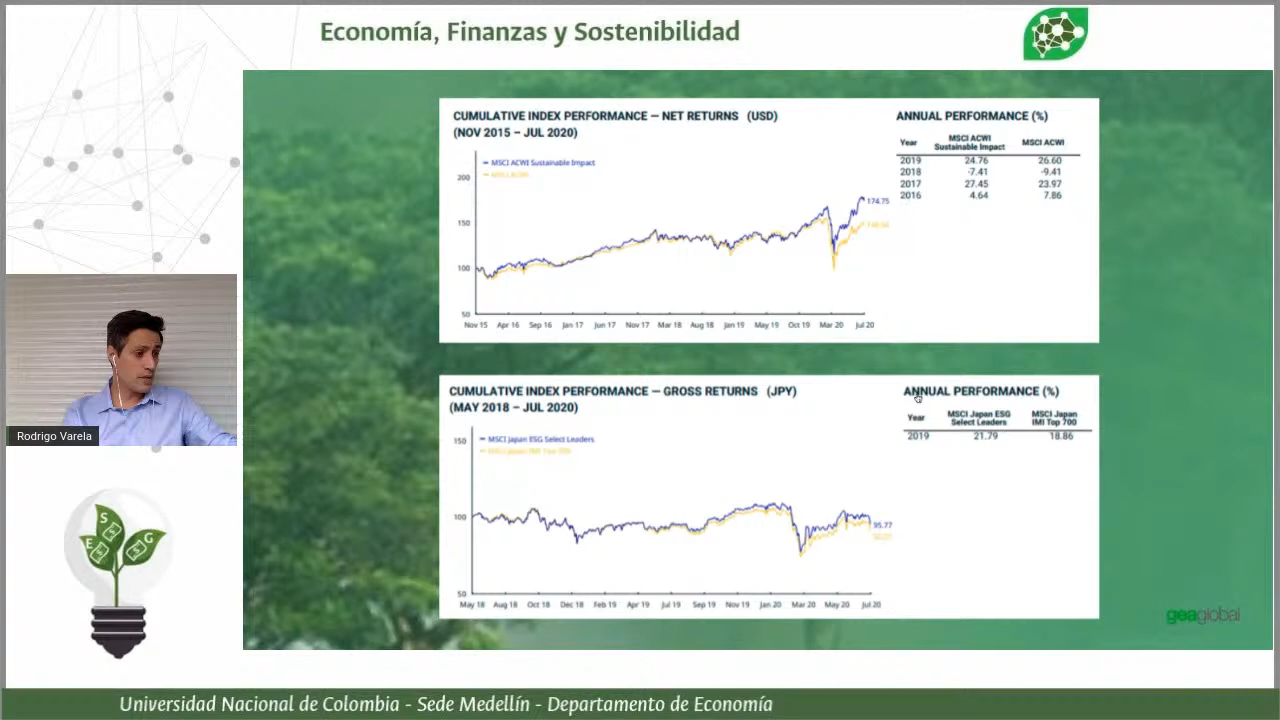 Economía, Finanzas y Sostenibilidad
CUMULATIVE INDEX PERFORMANCE — NET RETURNS (USD)
(NOV 2015 – JUL 2020)
MSCI ACWI Sustainable Impact
MSCI ACWI
200
150
100
50
174.75
Nov 15 Apr 16 Sep 16 Jan 17 Jun 17 Nov 17 Mar 18 Aug 18 Jan 19 May 19 Oct 19 Mar 20 Jul 20
ANNUAL PERFORMANCE (%)
Year MSCI ACWI Sustainable Impact MSCI ACWI
2019 24.76 26.60
2018 -7.41 -9.41
2017 27.45 23.97
2016 4.64 7.86
CUMULATIVE INDEX PERFORMANCE — GROSS RETURNS (JPY)
(MAY 2018 – JUL 2020)
MSCI Japan ESG Select Leaders
MSCI Japan IMI Top 700
150
100
50
95.77
May 18 Aug 18 Oct 18 Dec 18 Feb 19 Apr 19 Jul 19 Sep 19 Nov 19 Jan 20 Mar 20 May 20 Jul 20
ANNUAL PERFORMANCE (%)
Year MSCI Japan ESG Select Leaders MSCI Japan IMI Top 700
2019 21.79 18.86
Rodrigo Varela
S
E
G
geaglobal
Universidad Nacional de Colombia - Sede Medellín - Departamento de Economía